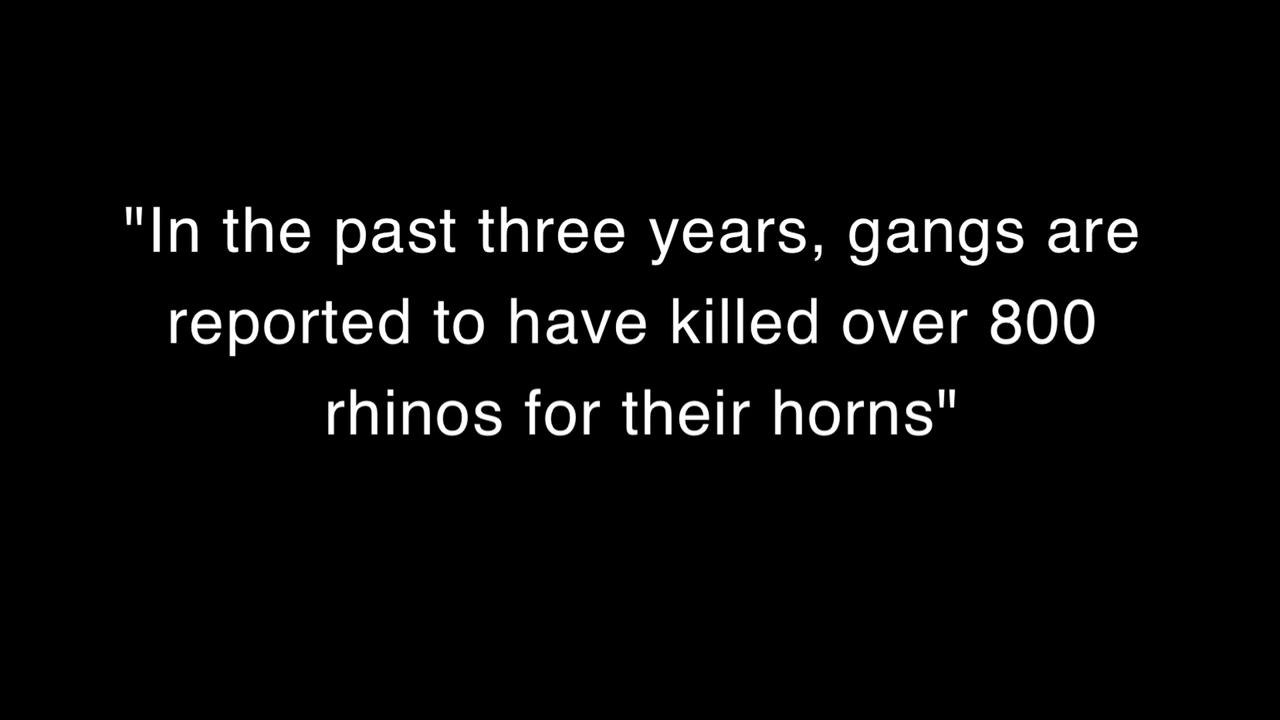 "In the past three years, gangs are
reported to have killed over 800
rhinos for their horns"